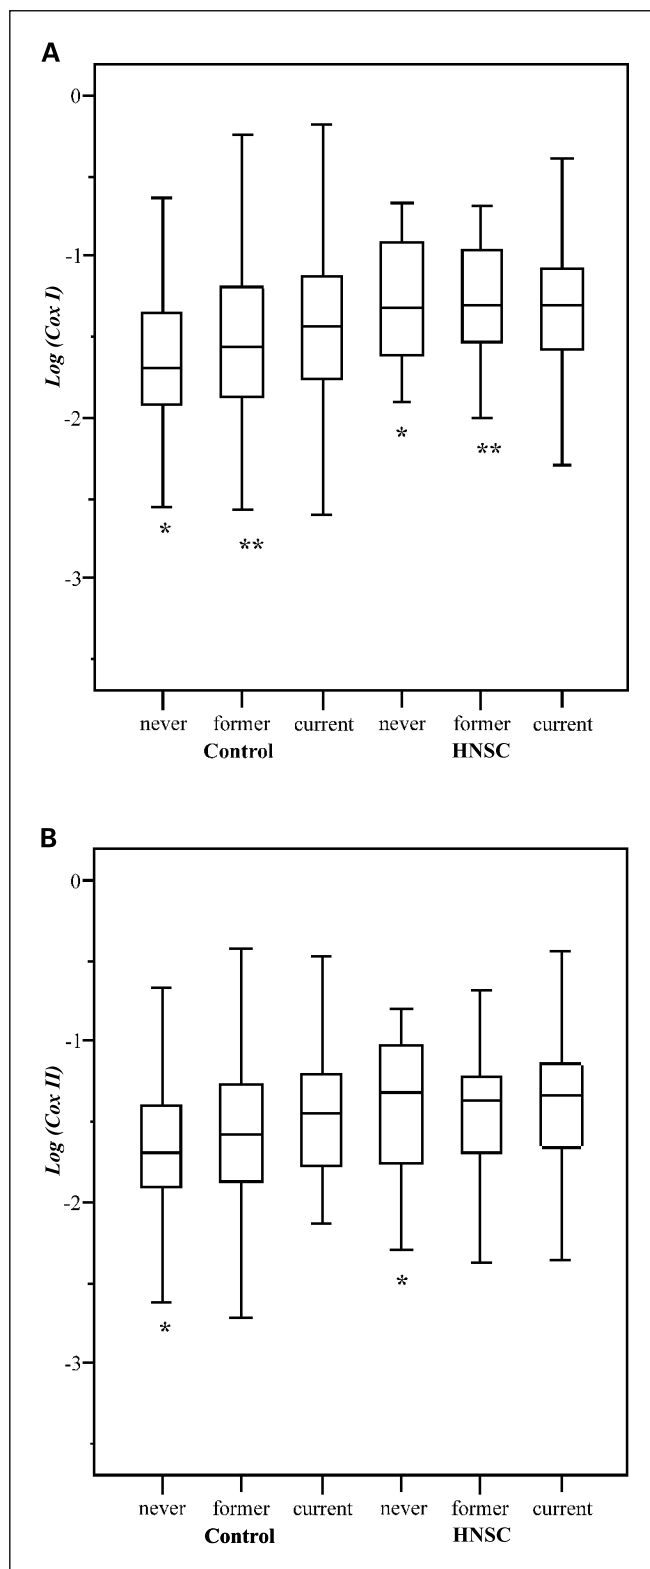 A
0
-1
-2
-3
Log (Cox I)
*
**
*
**
never former current never former current
Control HNSC
B
0
-1
-2
-3
Log (Cox II)
*
*
never former current never former current
Control HNSC